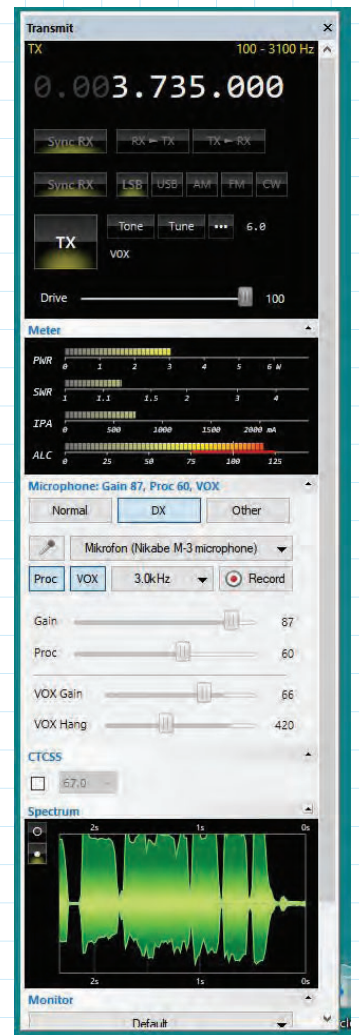 Transmit ×
TX 100 - 3100 Hz
0.003.735.000
Sync RX RX ← TX TX ← RX
Sync RX LSB USB AM FM CW
TX Tone Tune ••• 6.0
VOX
Drive 100
Meter
PWR 0 1 2 3 4 5 6 W
SWR 1 1.1 1.5 2 3 4
IPA 0 500 1000 1500 2000 mA
ALC 0 25 50 75 100 125
Microphone: Gain 87, Proc 60, VOX
Normal DX Other
Mikrofon (Nikabe M-3 microphone)
Proc VOX 3.0kHz Record
Gain 87
Proc 60
VOX Gain 66
VOX Hang 420
CTCSS
67.0
Spectrum
2s 1s 0s
2s 1s 0s
Monitor
Default